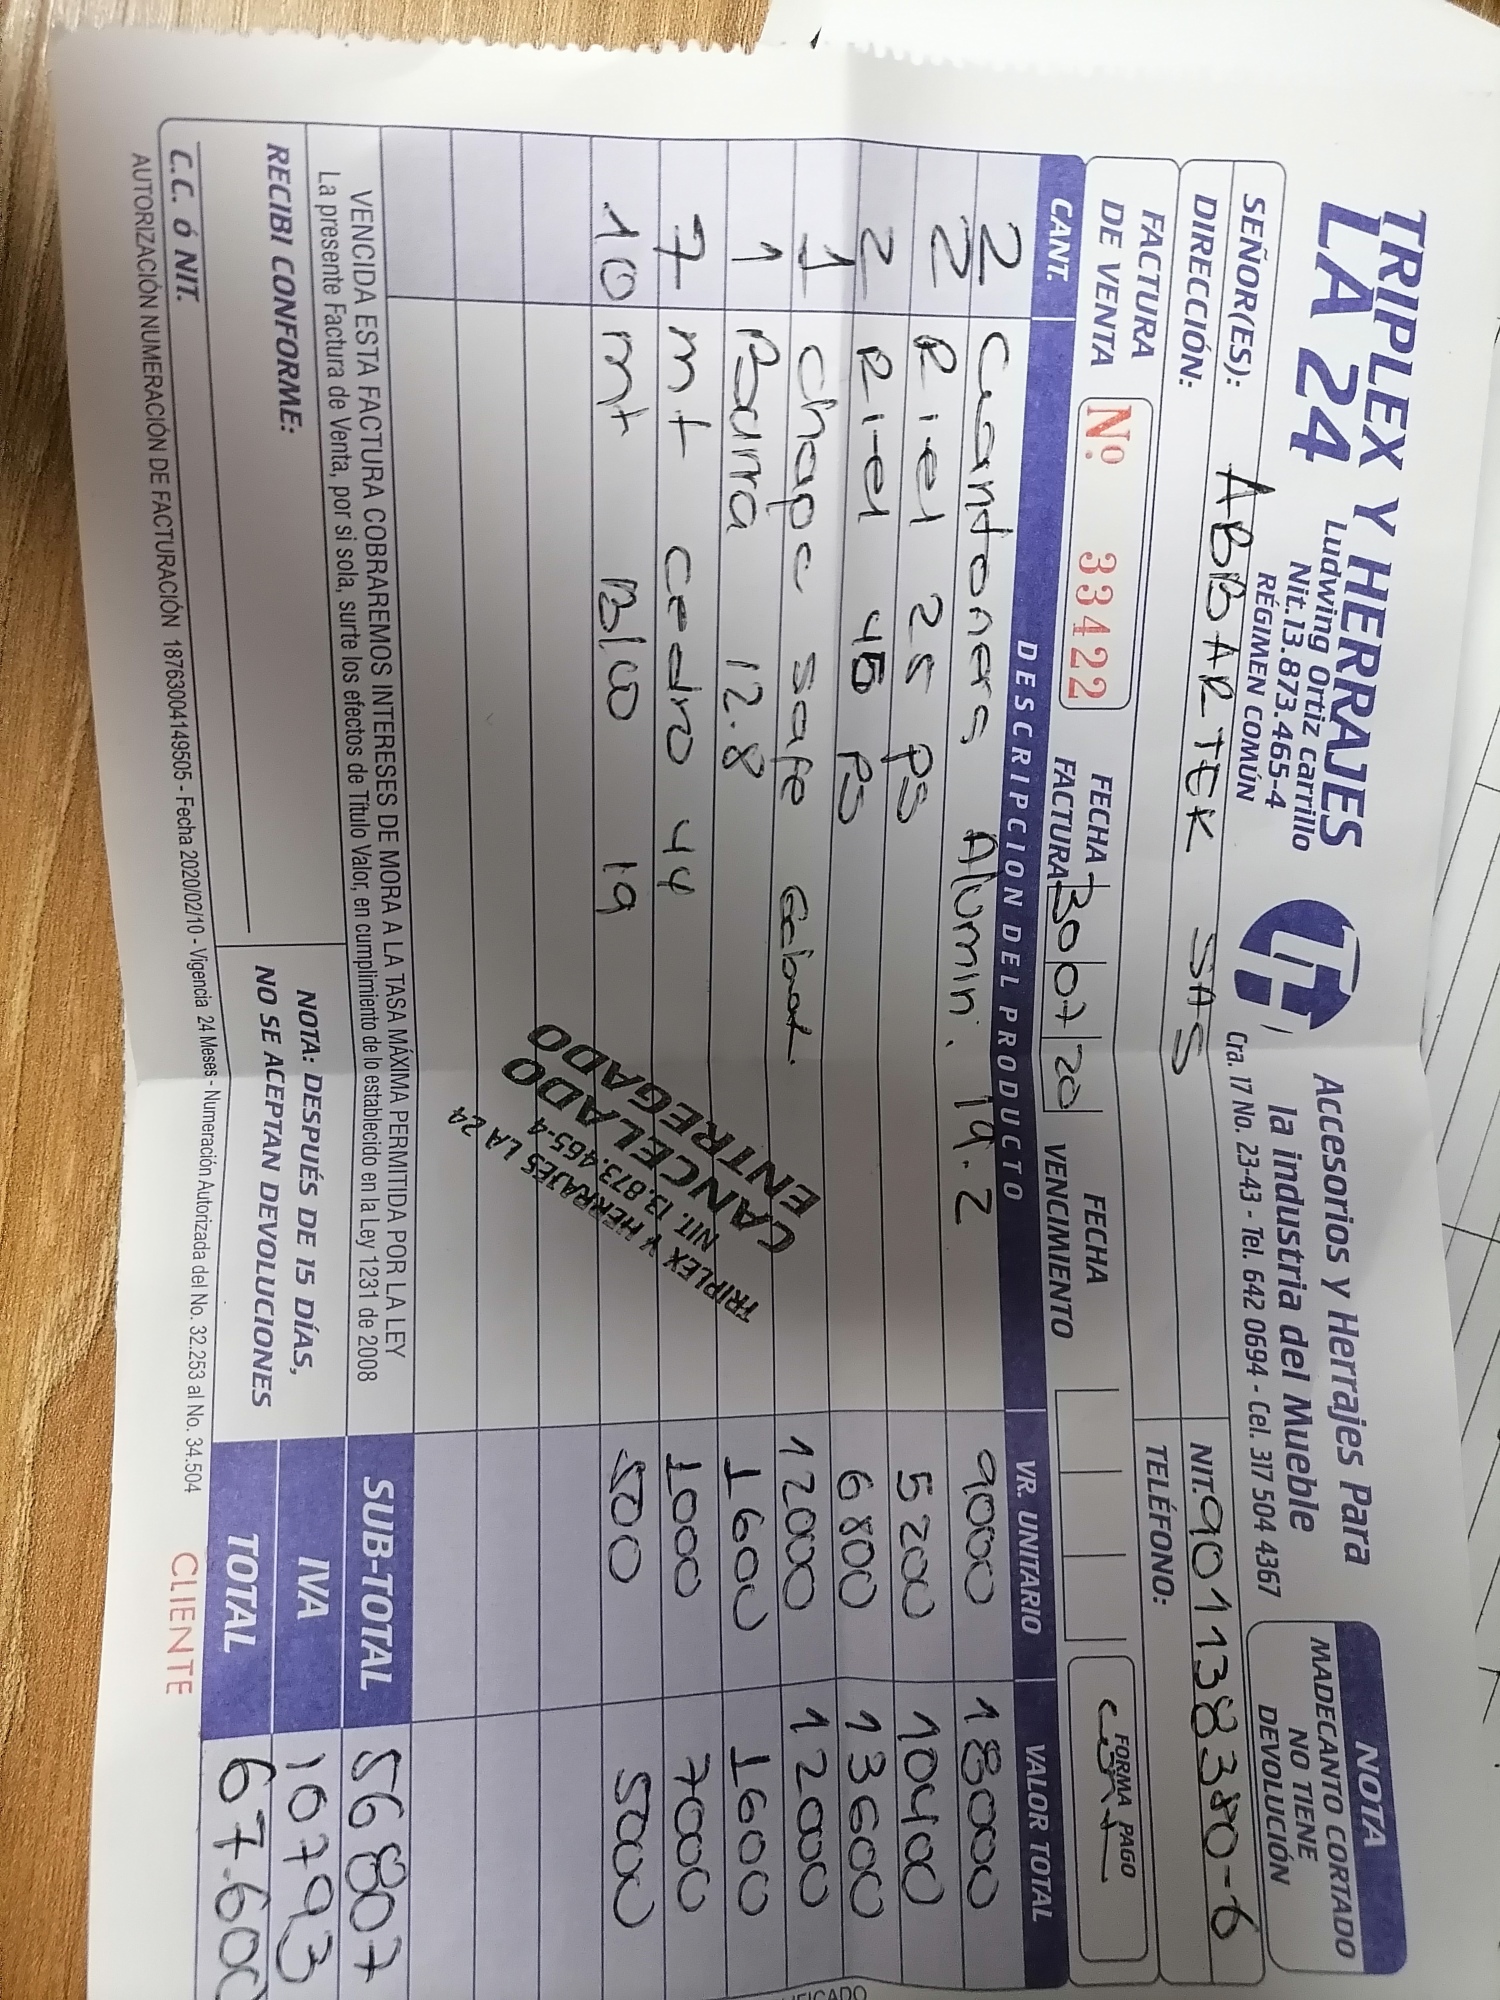 TRIPLEX Y HERRAJES
LA 24
Ludwing Ortiz Carrillo
Nit.13.873.465-4
RÉGIMEN COMÚN
TH
Accesorios y Herrajes Para
la industria del Mueble
Cra. 17 No. 23-43 - Tel. 642 0694 - Cel. 317 504 4367
NOTA
MADECANTO CORTADO
NO TIENE
DEVOLUCIÓN
SEÑOR(ES): ABBARTEK SAS NIT. 901138380-6
DIRECCIÓN: TELÉFONO:
FACTURA DE VENTA Nº 33422 FECHA FACTURA 30 07 20 FECHA VENCIMIENTO FORMA PAGO
CANT. DESCRIPCION DEL PRODUCTO VR. UNITARIO VALOR TOTAL
2 Cantonera Alumin. 19.2 9000 18000
2 Riel 25 ps 5200 10400
2 Riel 45 ps 6800 13600
1 chapa safe 12000 12000
1 Barra 12.8 1600 1600
7 mt cedro 44 1000 7000
10 mt Blco 19 500 5000
ENTREGADO
CANCELADO
NIT. 13.873.465-4
TRIPLEX Y HERRAJES LA 24
VENCIDA ESTA FACTURA COBRAREMOS INTERESES DE MORA A LA TASA MÁXIMA PERMITIDA POR LA LEY
La presente Factura de Venta, por si sola, surte los efectos de Título Valor, en cumplimiento de lo establecido en la Ley 1231 de 2008
SUB-TOTAL 56807
IVA 10793
TOTAL 67.600
RECIBI CONFORME:
NOTA: DESPUÉS DE 15 DÍAS,
NO SE ACEPTAN DEVOLUCIONES
C.C. ó NIT.
AUTORIZACIÓN NUMERACIÓN DE FACTURACIÓN 18763004149505 - Fecha 2020/02/10 - Vigencia 24 Meses - Numeración Autorizada del No. 32.253 al No. 34.504
CLIENTE